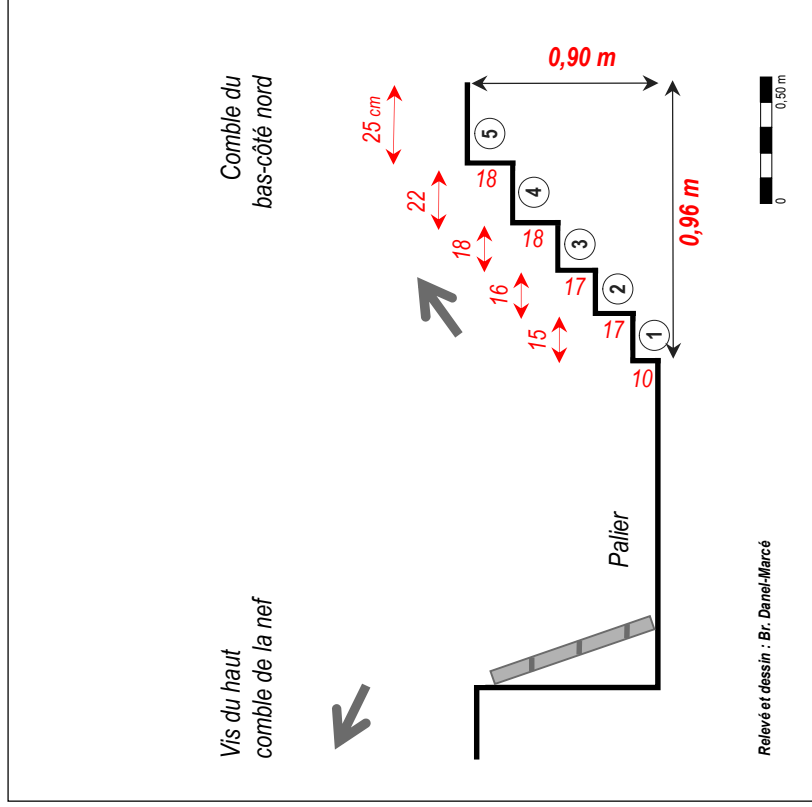 Vis du haut
comble de la nef
Comble du
bas-côté nord
25 cm
22
18
16
15
0,90 m
5
18
4
18
3
17
2
17
1
10
0,96 m
Palier
0
0,50 m
Relevé et dessin : Br. Danel-Marcé